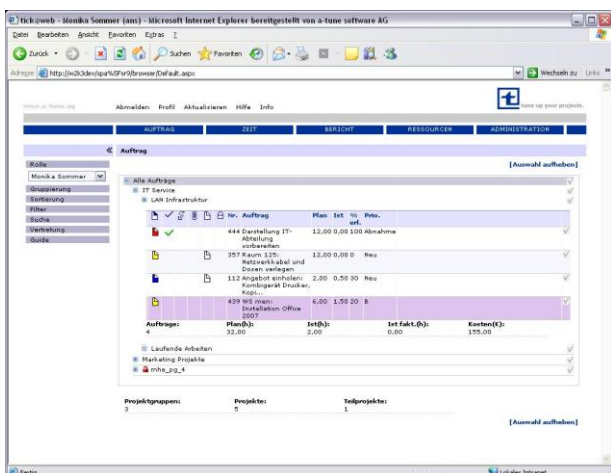 tick@web - Monika Sommer (ans) - Microsoft Internet Explorer bereitgestellt von a-tune software AG
Datei Bearbeiten Ansicht Favoriten Extras ?
Zurück Suchen Favoriten
Adresse http://w2k3dev/spa%5Fsr9/browser/Default.aspx Wechseln zu Links
www.a-tune.ag Abmelden Profil Aktualisieren Hilfe Info t tune up your projects.
AUFTRAG ZEIT BERICHT RESSOURCEN ADMINISTRATION
« Auftrag
Rolle [Auswahl aufheben]
Monika Sommer
Gruppierung
Sortierung
Filter
Suche
Vertretung
Guide
Alle Aufträge
IT Service
LAN Infrastruktur
Nr. Auftrag Plan Ist % erl. Prio.
444 Darstellung IT- 12,00 0,00 100 Abnahme
Abteilung
vorbereiten
357 Raum 125: 12,00 0,00 0 Neu
Netzwerkkabel und
Dosen verlegen
112 Angebot einholen: 2,00 0,50 30 Neu
Kombigerät Drucker,
Kopi...
439 WS men: 6,00 1,50 20 B
Installation Office
2007
Aufträge: Plan(h): Ist(h): Ist fakt.(h): Kosten(€):
4 32,00 2,00 0,00 155,00
Laufende Arbeiten
Marketing Projekte
mhe_pg_4
Projektgruppen: Projekte: Teilprojekte:
3 5 1
[Auswahl aufheben]
Fertig Lokales Intranet